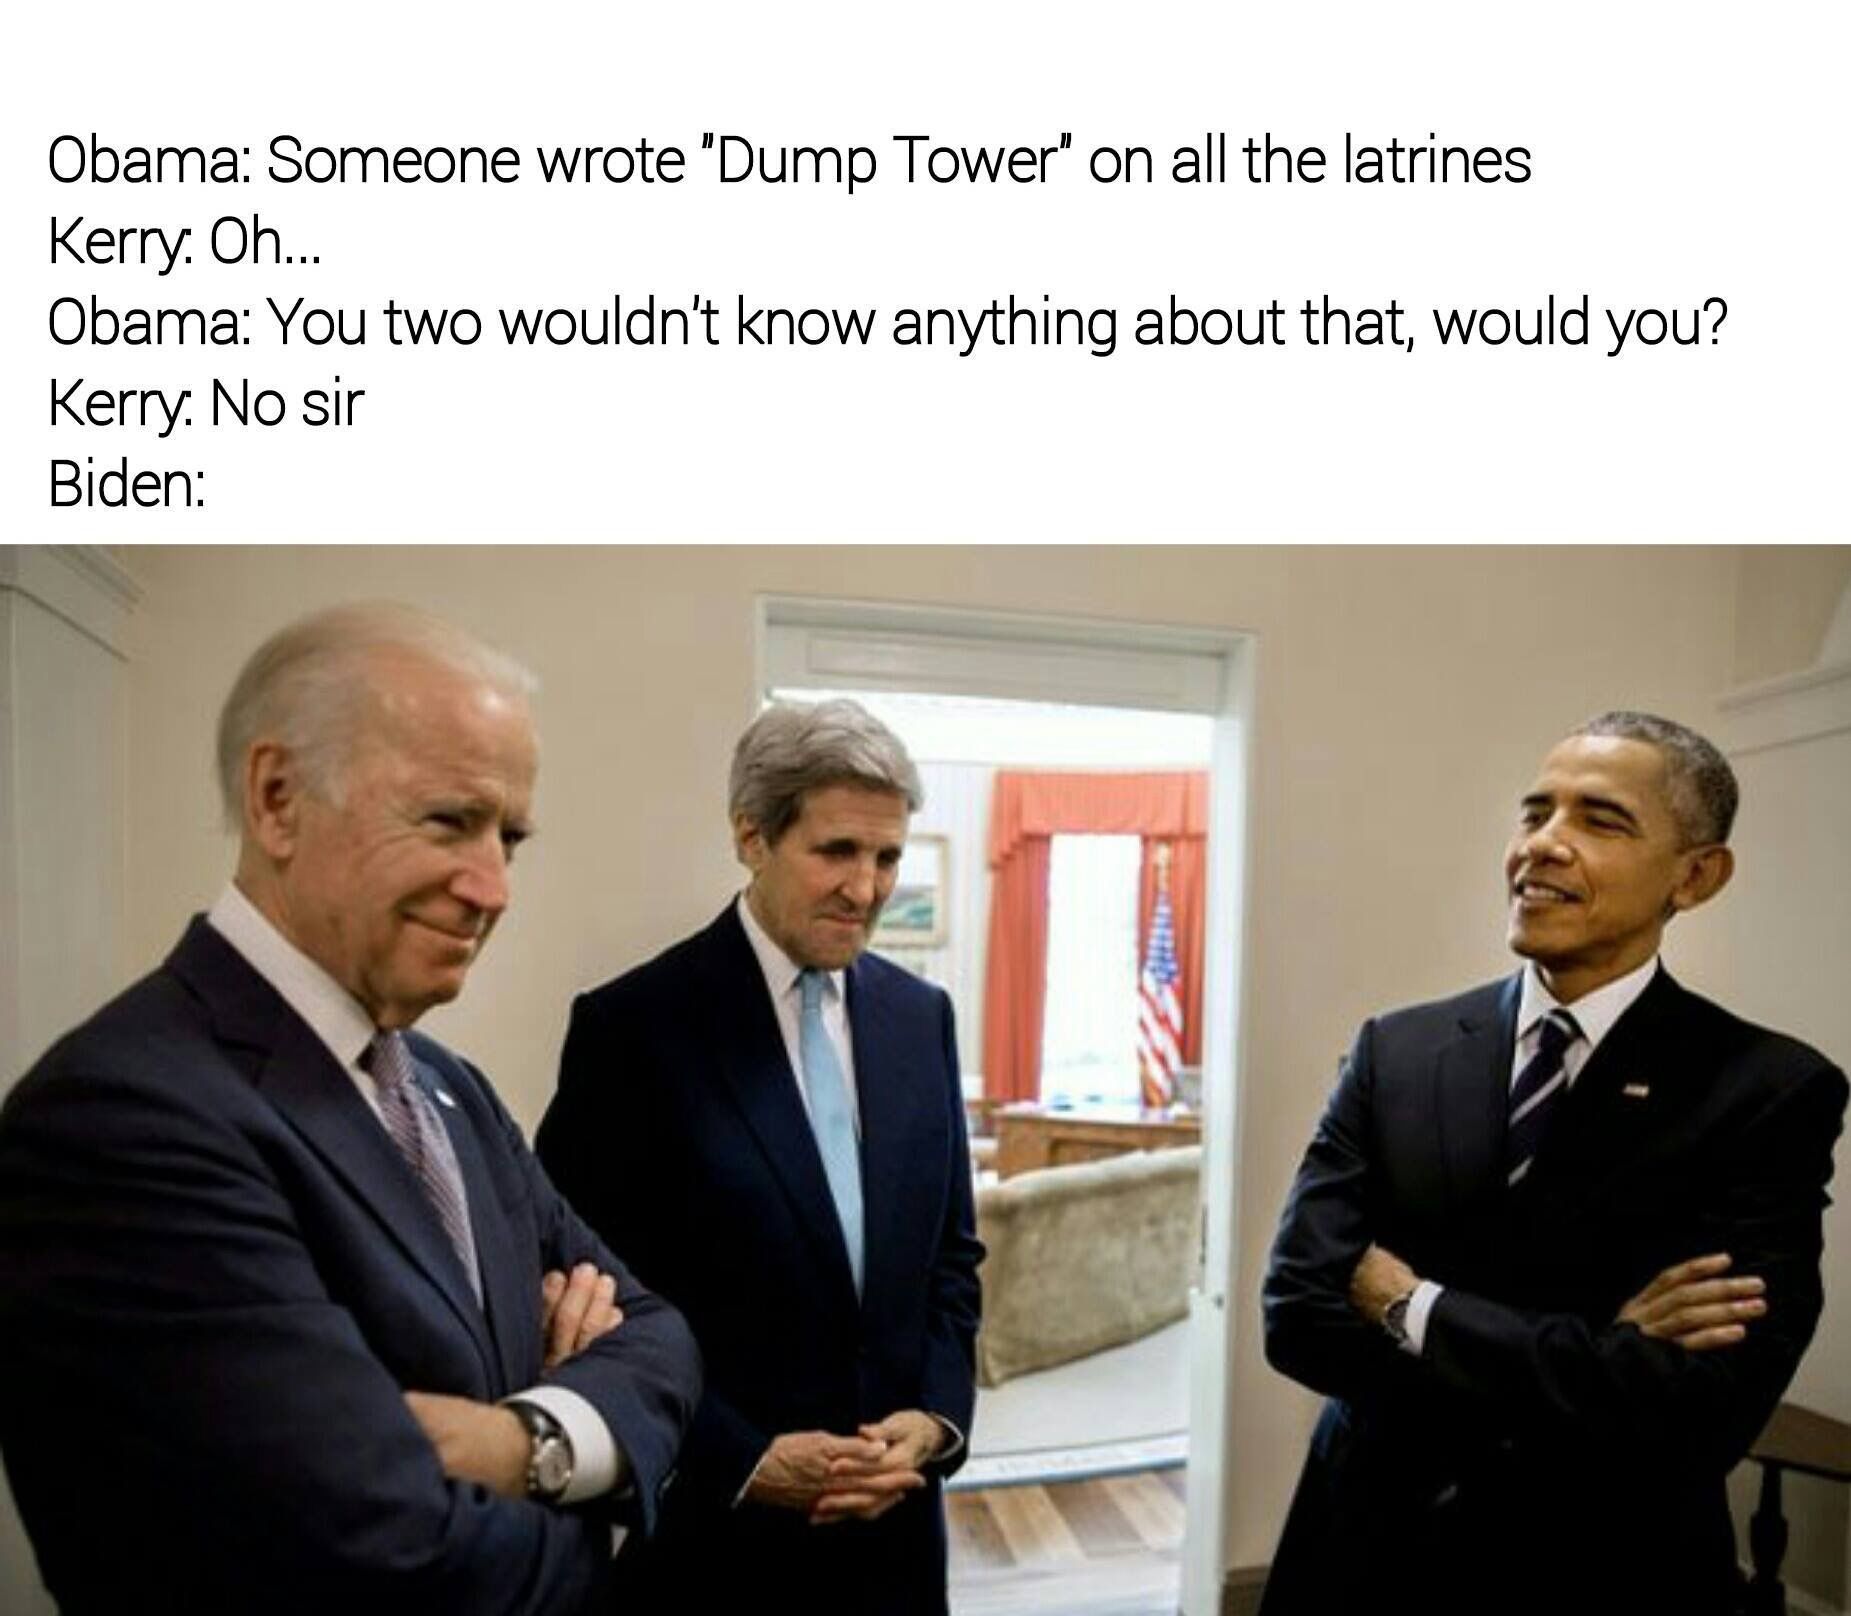 Obama: Someone wrote "Dump Tower" on all the latrines
Kerry: Oh...
Obama: You two wouldn't know anything about that, would you?
Kerry: No sir
Biden: